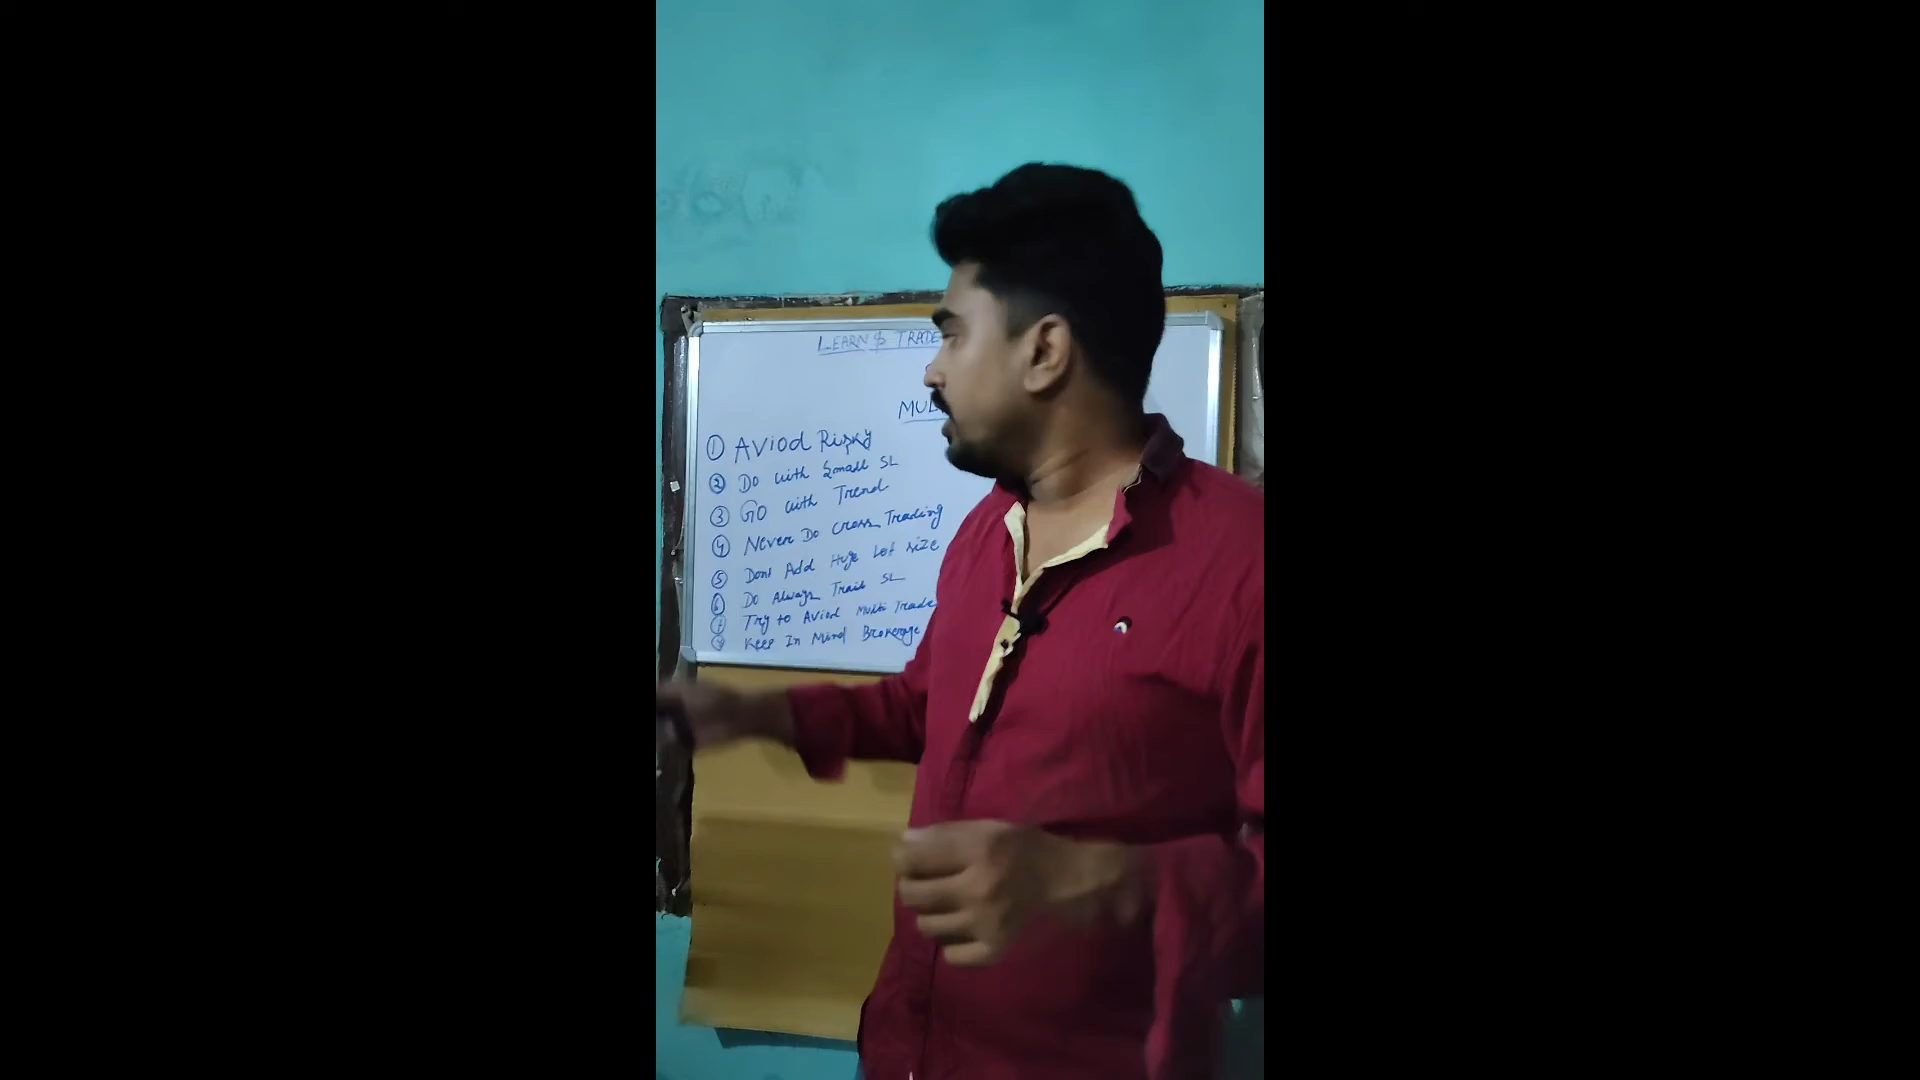 LEARN & TRADE
MUL
① AVIOD Risky
② Do with Small SL
③ GO with Trend
④ Never Do Cross Trading
⑤ Dont Add Huge Lot size
⑥ Do Always Trail SL
⑦ Try to Aviod Multi Trade
⑧ Keep In Mind Brokerage